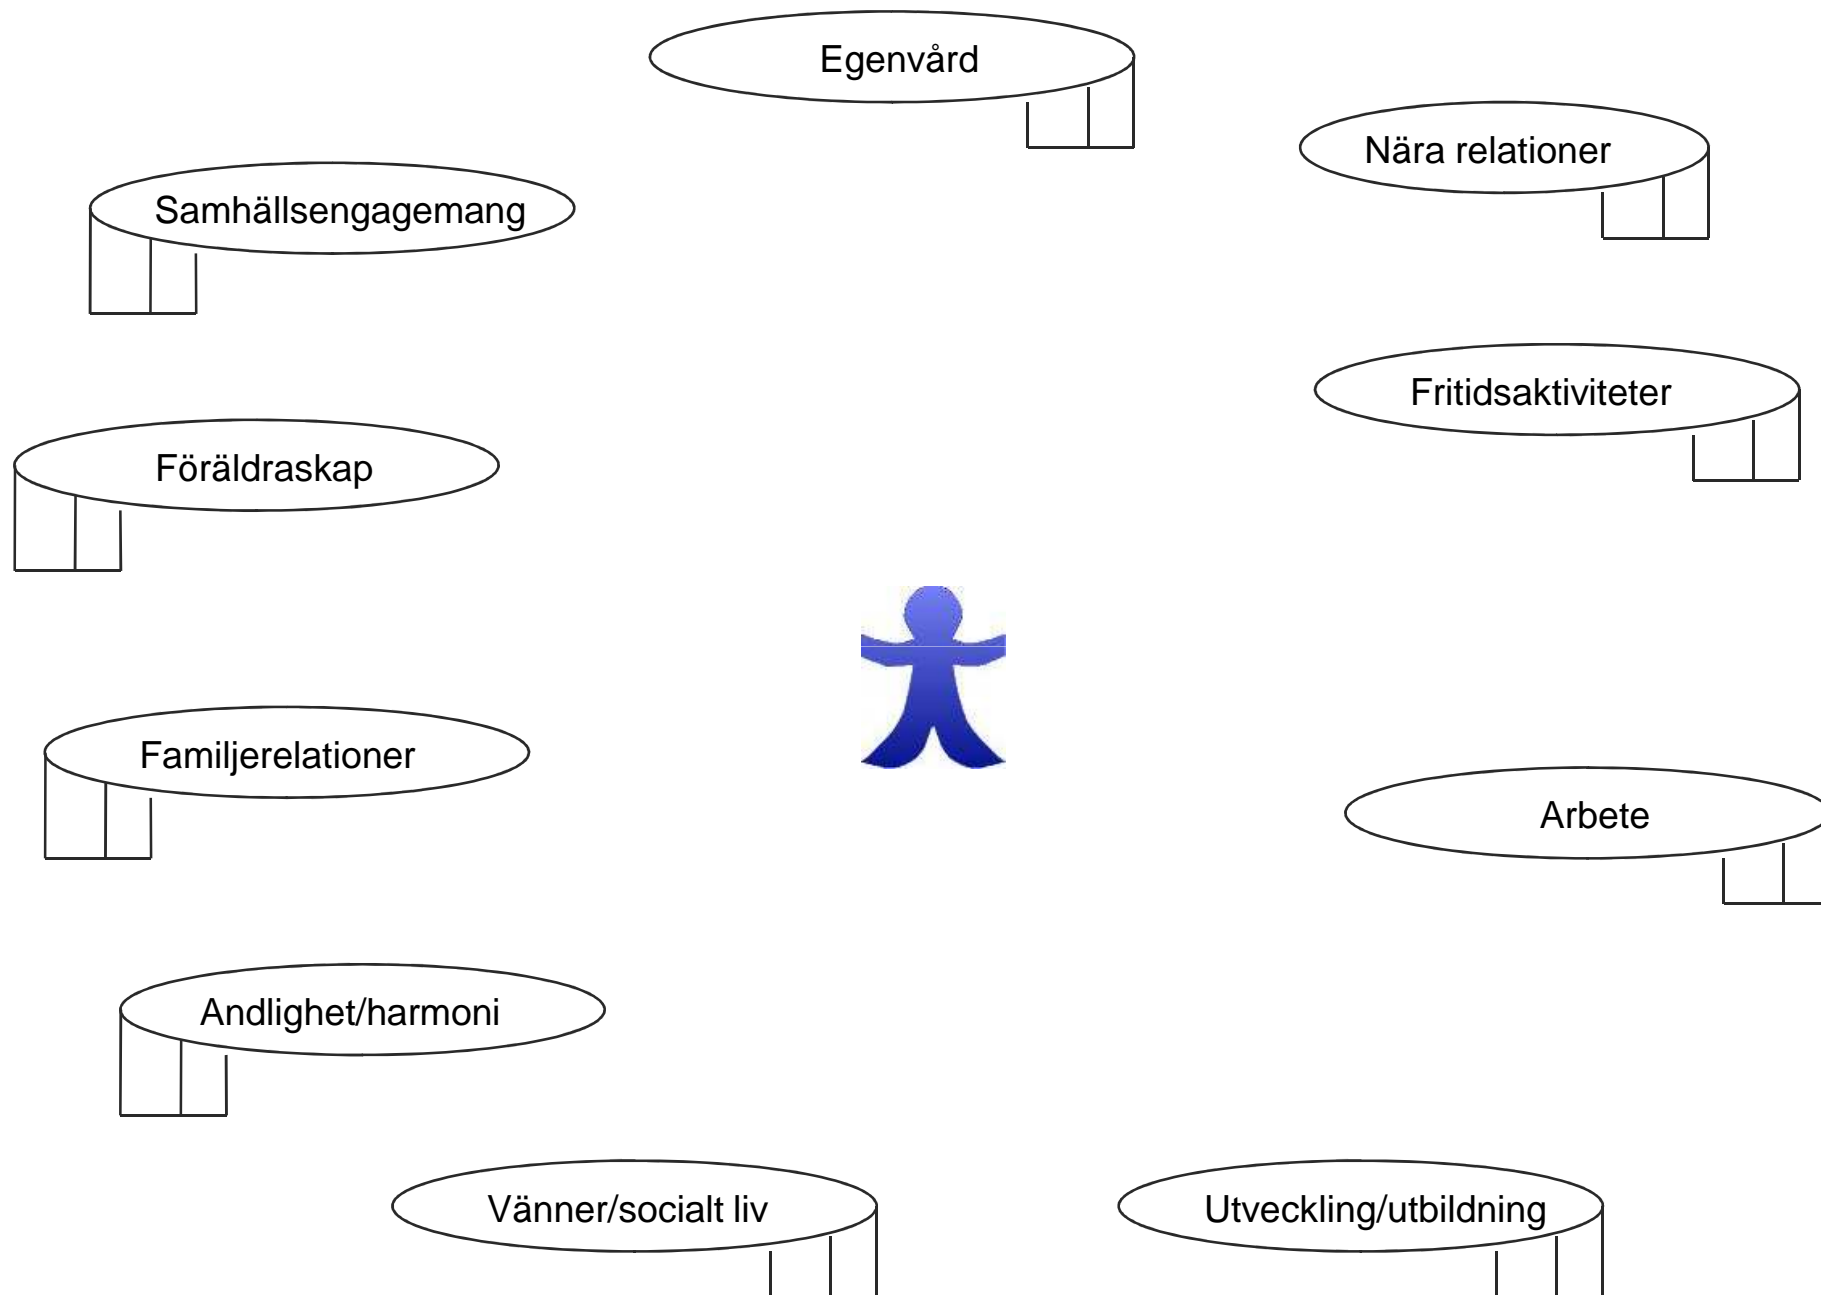 Egenvård
Nära relationer
Samhällsengagemang
Fritidsaktiviteter
Föräldraskap
Familjerelationer
Arbete
Andlighet/harmoni
Vänner/socialt liv
Utveckling/utbildning